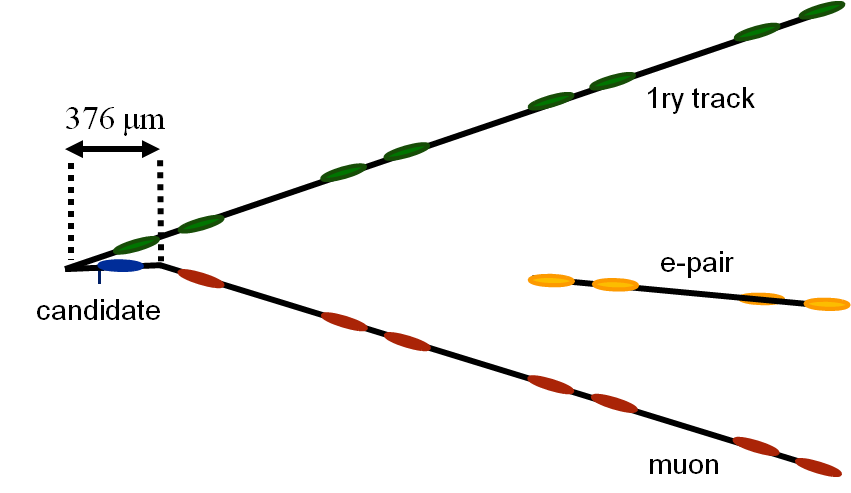 376 μm
1ry track
e-pair
candidate
muon